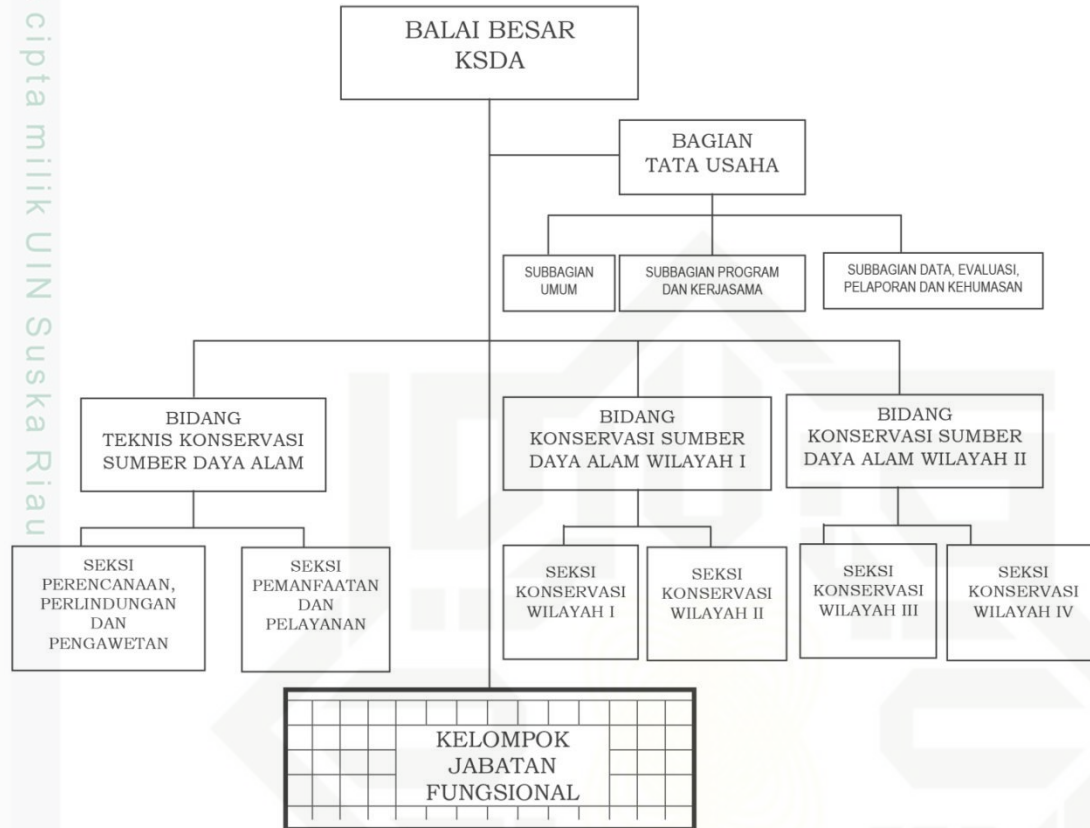 cipta milik UIN Suska Riau
BALAI BESAR
KSDA
BAGIAN
TATA USAHA
SUBBAGIAN
UMUM
SUBBAGIAN PROGRAM
DAN KERJASAMA
SUBBAGIAN DATA, EVALUASI,
PELAPORAN DAN KEHUMASAN
BIDANG
TEKNIS KONSERVASI
SUMBER DAYA ALAM
BIDANG
KONSERVASI SUMBER
DAYA ALAM WILAYAH I
BIDANG
KONSERVASI SUMBER
DAYA ALAM WILAYAH II
SEKSI
PERENCANAAN,
PERLINDUNGAN
DAN
PENGAWETAN
SEKSI
PEMANFAATAN
DAN
PELAYANAN
SEKSI
KONSERVASI
WILAYAH I
SEKSI
KONSERVASI
WILAYAH II
SEKSI
KONSERVASI
WILAYAH III
SEKSI
KONSERVASI
WILAYAH IV
KELOMPOK
JABATAN
FUNGSIONAL